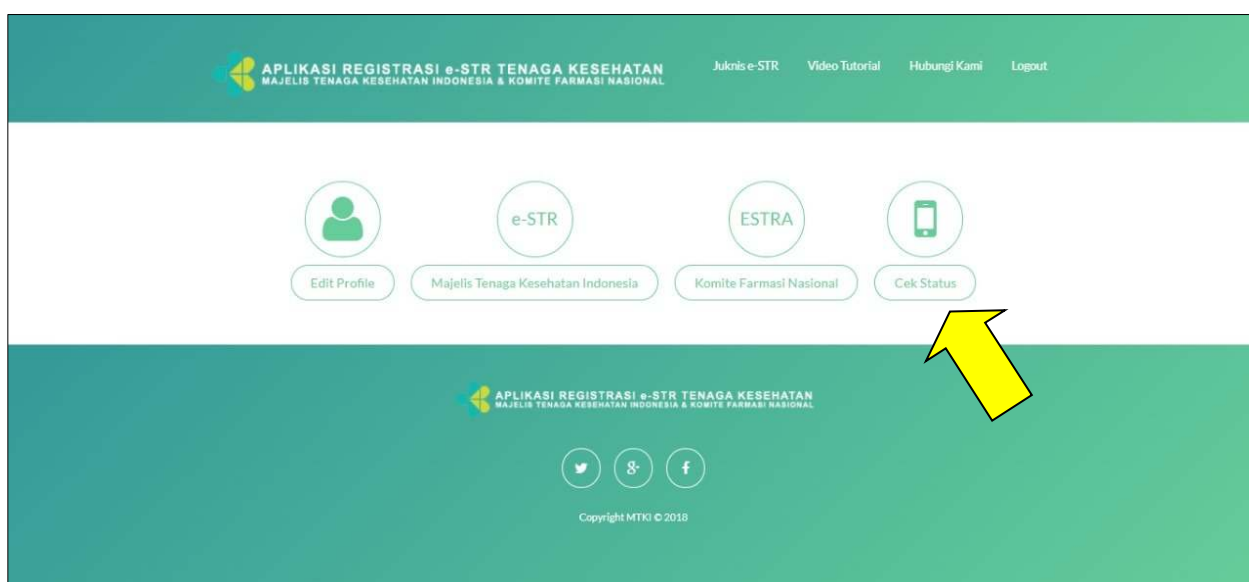 APLIKASI REGISTRASI e-STR TENAGA KESEHATAN
MAJELIS TENAGA KESEHATAN INDONESIA & KOMITE FARMASI NASIONAL
Juknis e-STR Video Tutorial Hubungi Kami Logout
e-STR ESTRA
Edit Profile Majelis Tenaga Kesehatan Indonesia Komite Farmasi Nasional Cek Status
APLIKASI REGISTRASI e-STR TENAGA KESEHATAN
MAJELIS TENAGA KESEHATAN INDONESIA & KOMITE FARMASI NASIONAL
Copyright MTKI © 2018